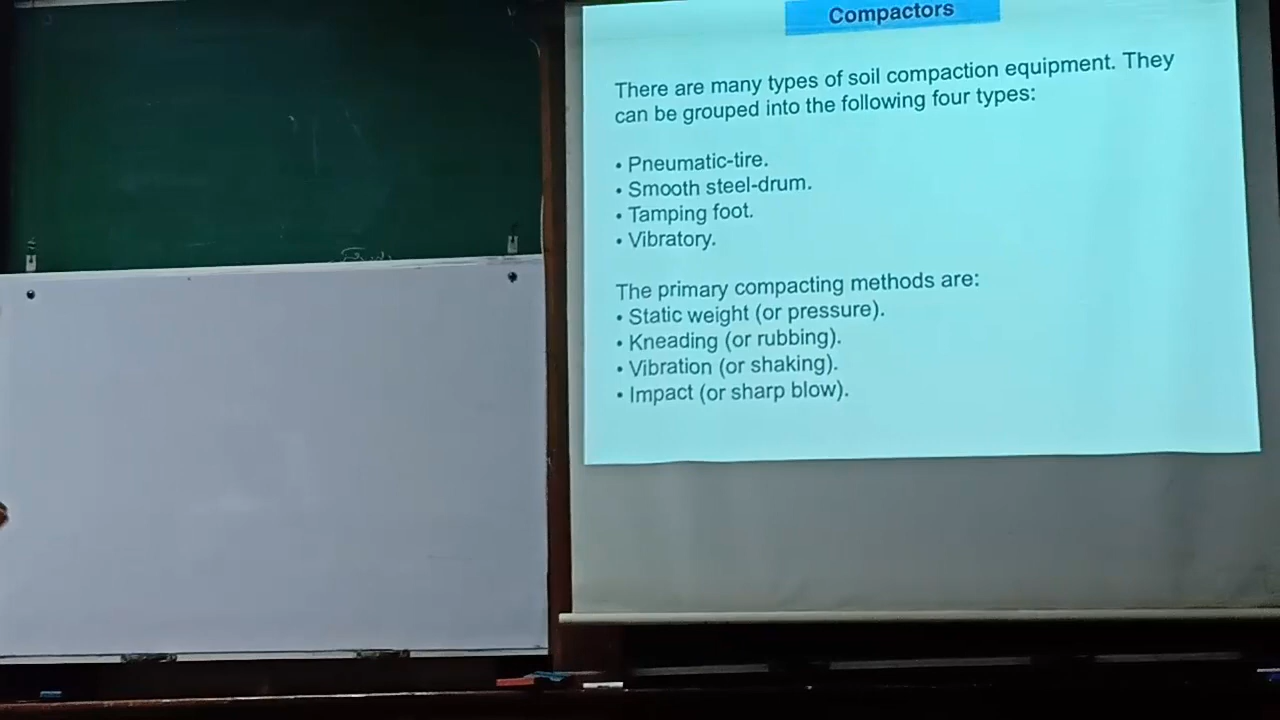 Compactors
There are many types of soil compaction equipment. They
can be grouped into the following four types:
• Pneumatic-tire.
• Smooth steel-drum.
• Tamping foot.
• Vibratory.
The primary compacting methods are:
• Static weight (or pressure).
• Kneading (or rubbing).
• Vibration (or shaking).
• Impact (or sharp blow).